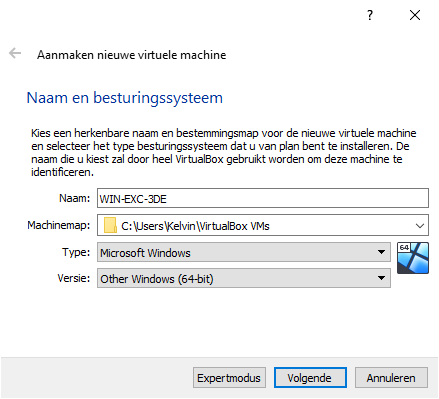 ?
Aanmaken nieuwe virtuele machine
Naam en besturingssysteem
Kies een herkenbare naam en bestemmingsmap voor de nieuwe virtuele machine
en selecteer het type besturingssysteem dat u van plan bent te installeren. De
naam die u kiest zal door heel VirtualBox gebruikt worden om deze machine te
identificeren.
Naam: WIN-EXC-3DE
Machinemap: C:\Users\Kelvin\VirtualBox VMs
Type: Microsoft Windows
64
Versie: Other Windows (64-bit)
Expertmodus Volgende Annuleren